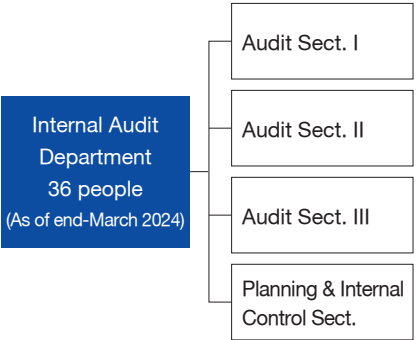 Internal Audit
Department
36 people
(As of end-March 2024)
Audit Sect. I
Audit Sect. II
Audit Sect. III
Planning & Internal
Control Sect.